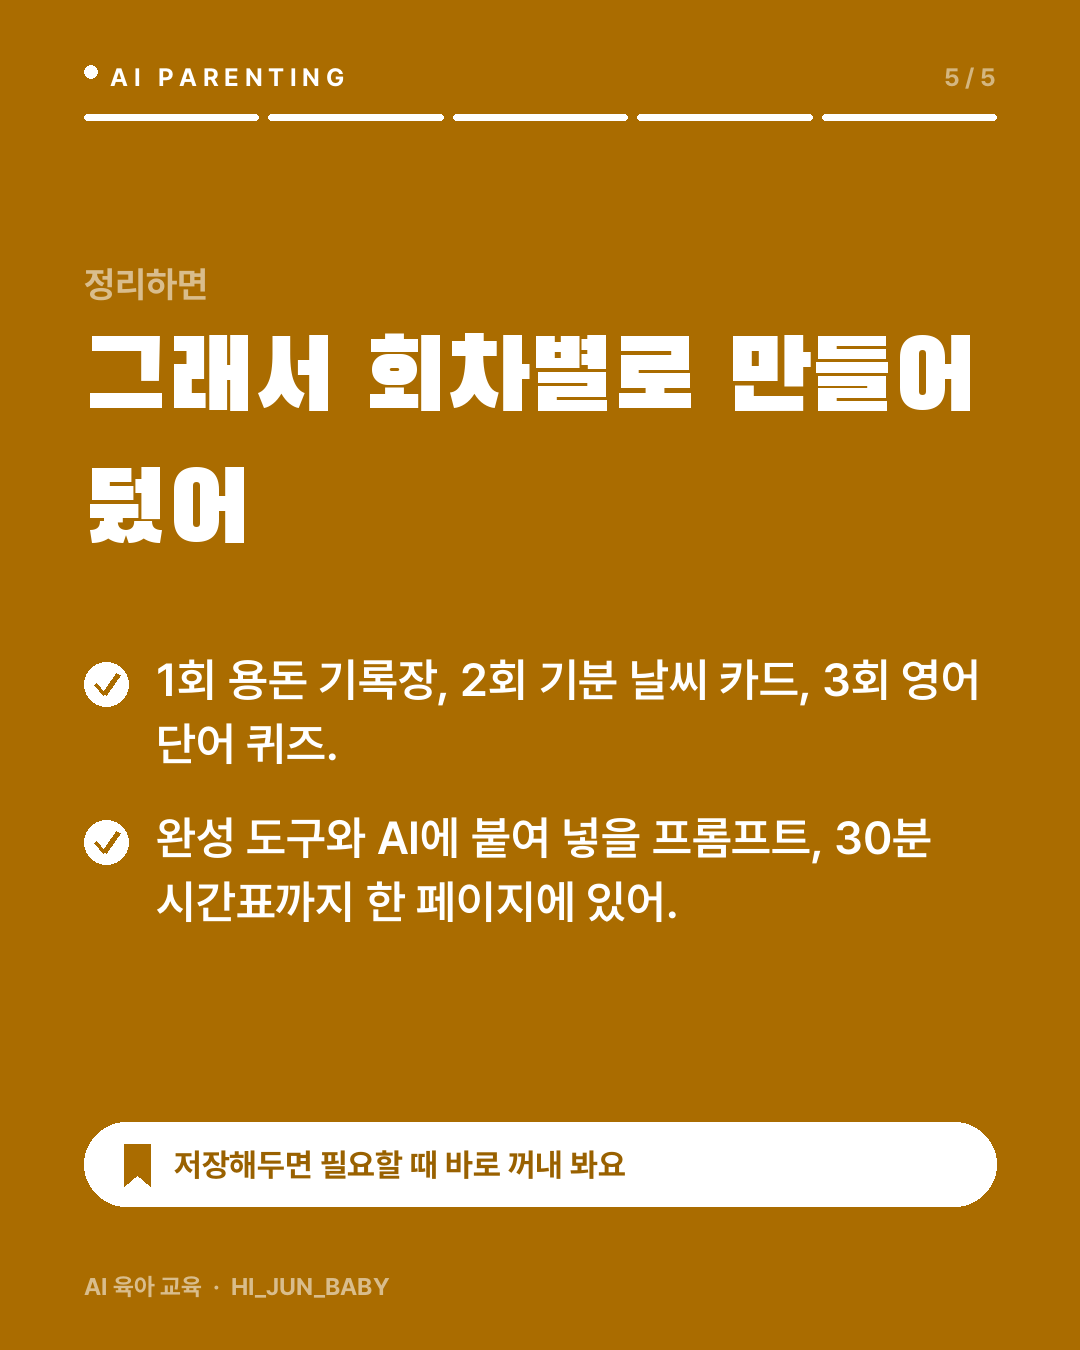 AI PARENTING
5 / 5
정리하면
그래서 회차별로 만들어
뒀어
1회 용돈 기록장, 2회 기분 날씨 카드, 3회 영어
단어 퀴즈.
완성 도구와 AI에 붙여 넣을 프롬프트, 30분
시간표까지 한 페이지에 있어.
저장해두면 필요할 때 바로 꺼내 봐요
AI 육아 교육 · HI_JUN_BABY